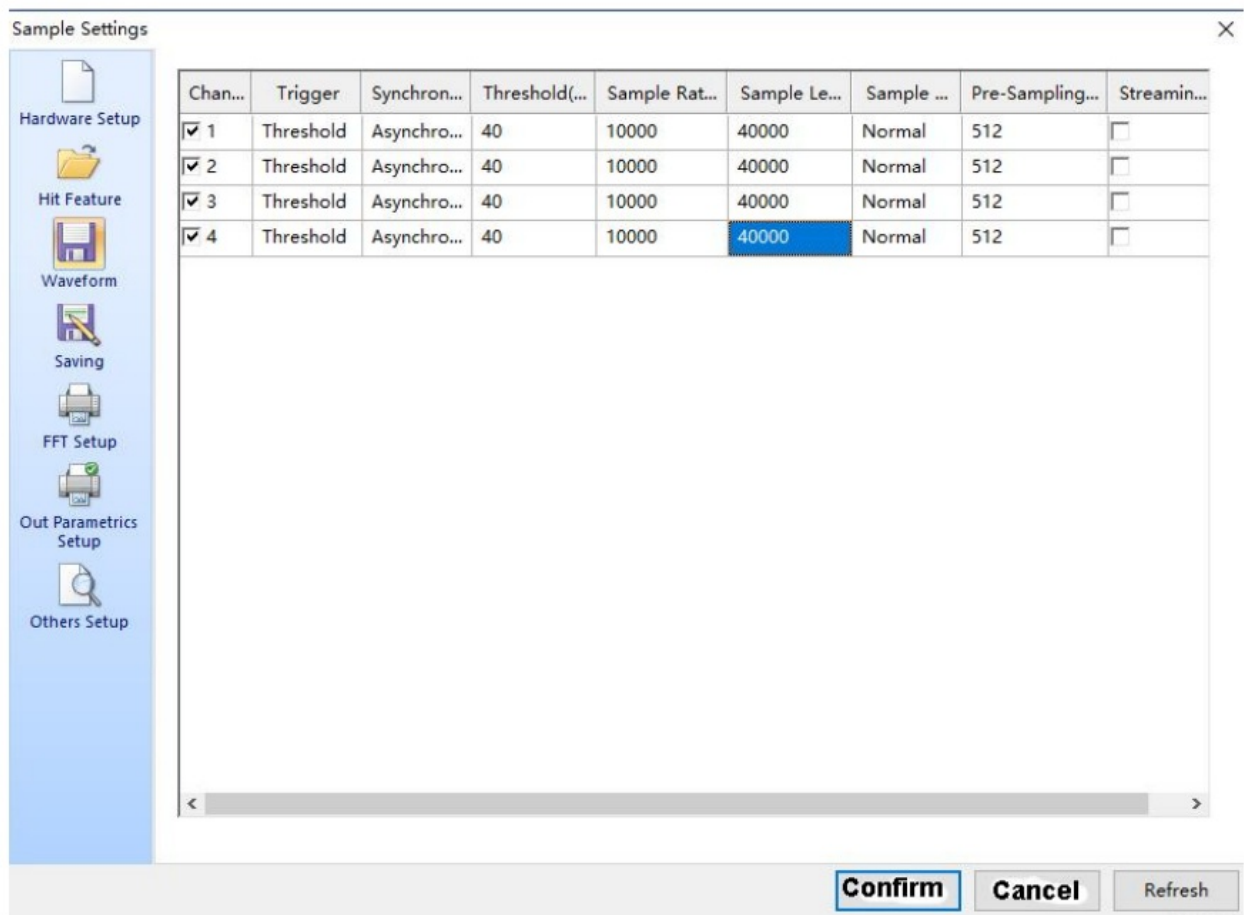 Sample Settings
Hardware Setup
Hit Feature
Waveform
Saving
FFT Setup
Out Parametrics
Setup
Others Setup
Chan... Trigger Synchron... Threshold(... Sample Rat... Sample Le... Sample ... Pre-Sampling... Streamin...
1 Threshold Asynchro... 40 10000 40000 Normal 512
2 Threshold Asynchro... 40 10000 40000 Normal 512
3 Threshold Asynchro... 40 10000 40000 Normal 512
4 Threshold Asynchro... 40 10000 40000 Normal 512
Confirm Cancel Refresh